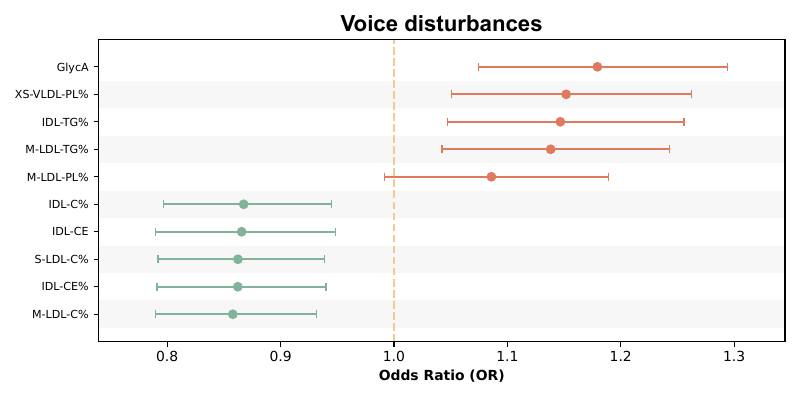 Voice disturbances
GlycA
XS-VLDL-PL%
IDL-TG%
M-LDL-TG%
M-LDL-PL%
IDL-C%
IDL-CE
S-LDL-C%
IDL-CE%
M-LDL-C%
0.8 0.9 1.0 1.1 1.2 1.3
Odds Ratio (OR)